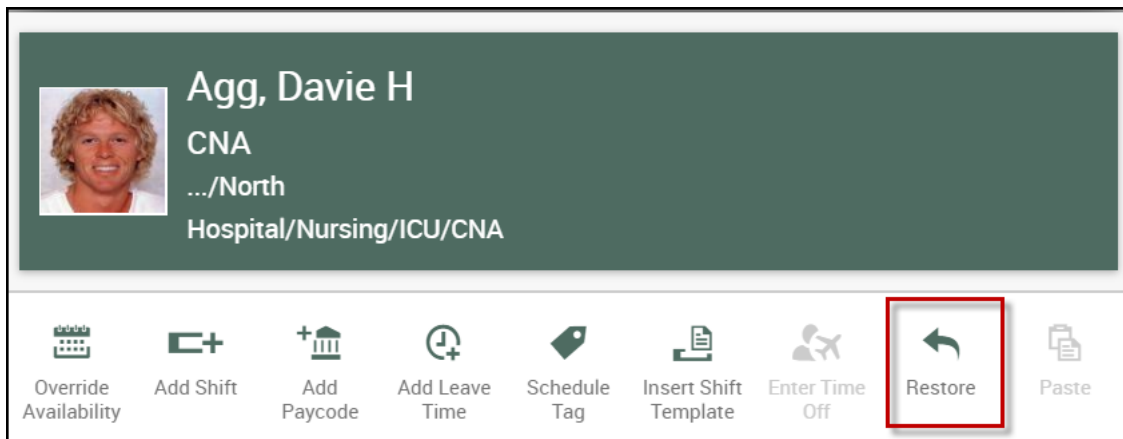 Agg, Davie H
CNA
.../North
Hospital/Nursing/ICU/CNA
Override
Availability
Add Shift
Add
Paycode
Add Leave
Time
Schedule
Tag
Insert Shift
Template
Enter Time
Off
Restore
Paste